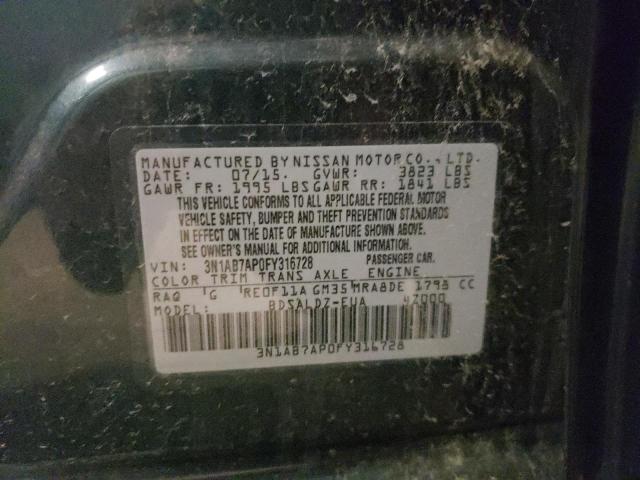 MANUFACTURED BY NISSAN MOTOR CO., LTD.
DATE: 07/15. GVWR: 3823 LBS
GAWR FR: 1995 LBS GAWR RR: 1841 LBS
THIS VEHICLE CONFORMS TO ALL APPLICABLE FEDERAL MOTOR
VEHICLE SAFETY, BUMPER AND THEFT PREVENTION STANDARDS
IN EFFECT ON THE DATE OF MANUFACTURE SHOWN ABOVE.
SEE OWNER'S MANUAL FOR ADDITIONAL INFORMATION.
VIN: 3N1AB7AP0FY316728 PASSENGER CAR.
COLOR TRIM TRANS AXLE ENGINE
RAQ G RE0F11A GM35 MRA8DE 1798 CC
MODEL: BDSALDZ-EUA 4Z000
3N1AB7AP0FY316728